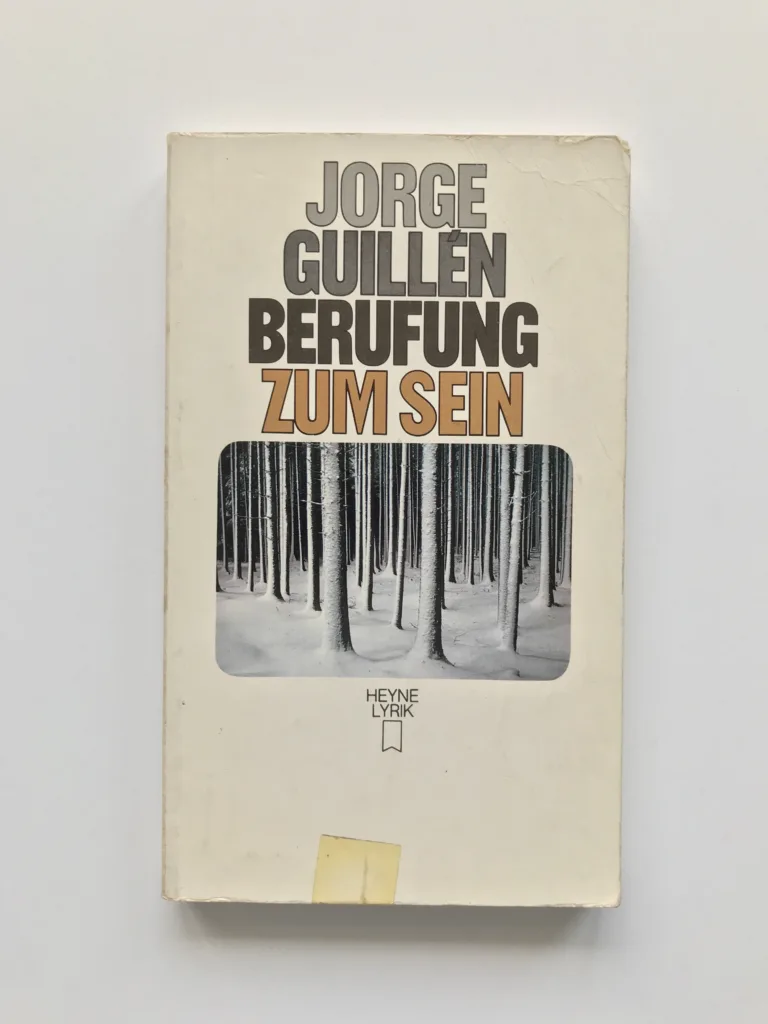 JORGE
GUILLÉN
BERUFUNG
ZUM SEIN
HEYNE
LYRIK